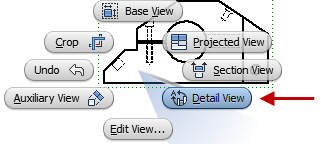 Base View
Crop
Projected View
Undo
Section View
Auxiliary View
Detail View
Edit View...